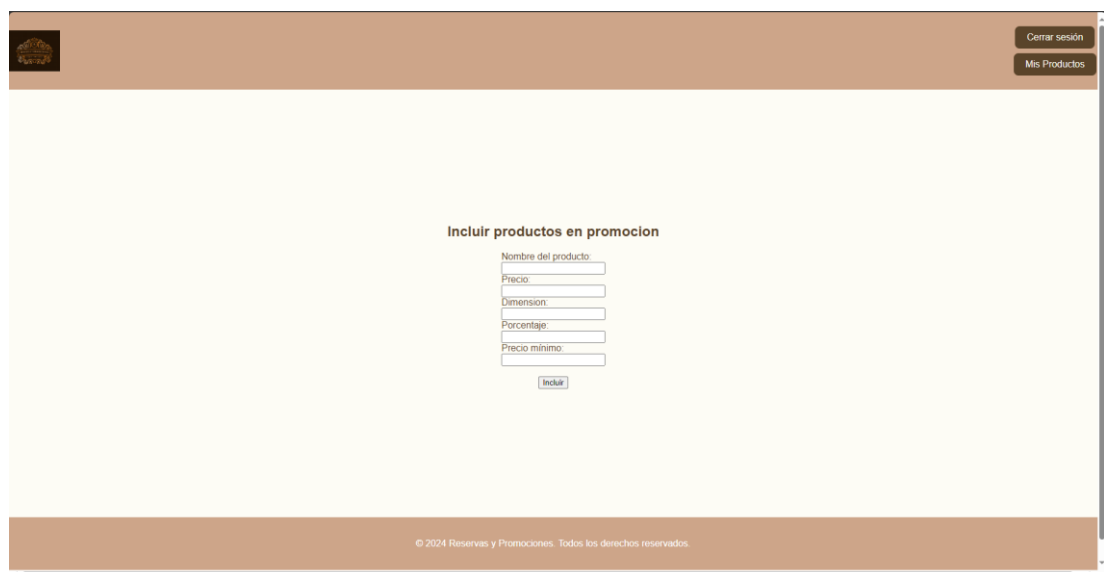 Cerrar sesión
Mis Productos
Incluir productos en promocion
Nombre del producto:
Precio:
Dimension:
Porcentaje:
Precio mínimo:
Incluir
© 2024 Reservas y Promociones. Todos los derechos reservados.